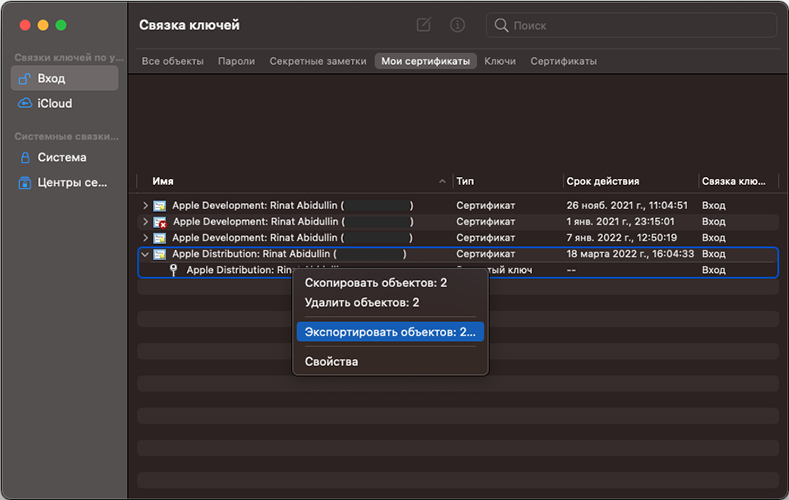 Связка ключей
Поиск
Связки ключей по у...
Вход
iCloud
Системные связки...
Система
Центры се...
Все объекты Пароли Секретные заметки Мои сертификаты Ключи Сертификаты
Имя Тип Срок действия Связка клю...
Apple Development: Rinat Abidullin ( ) Сертификат 26 нояб. 2021 г., 11:04:51 Вход
Apple Development: Rinat Abidullin ( ) Сертификат 1 янв. 2021 г., 23:15:01 Вход
Apple Development: Rinat Abidullin ( ) Сертификат 7 янв. 2022 г., 12:50:19 Вход
Apple Distribution: Rinat Abidullin ( ) Сертификат 18 марта 2022 г., 16:04:33 Вход
Apple Distribution: ключ -- Вход
Скопировать объектов: 2
Удалить объектов: 2
Экспортировать объектов: 2...
Свойства